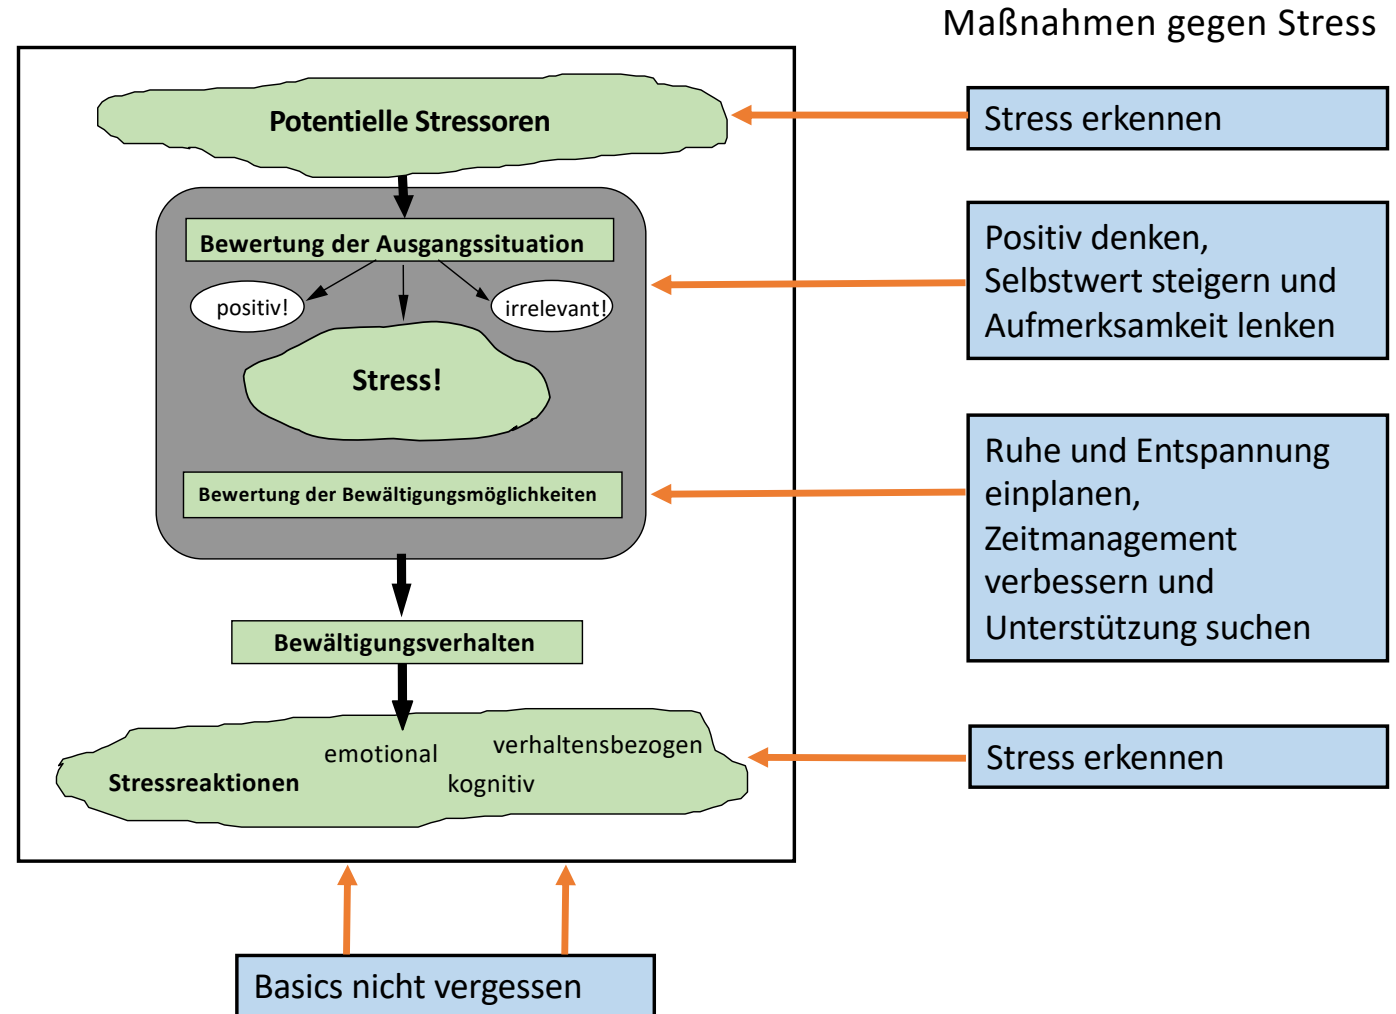 Maßnahmen gegen Stress
Potentielle Stressoren
Stress erkennen
Bewertung der Ausgangssituation
positiv!
irrelevant!
Positiv denken,
Selbstwert steigern und
Aufmerksamkeit lenken
Stress!
Bewertung der Bewältigungsmöglichkeiten
Ruhe und Entspannung
einplanen,
Zeitmanagement
verbessern und
Unterstützung suchen
Bewältigungsverhalten
Stressreaktionen
emotional
verhaltensbezogen
kognitiv
Stress erkennen
Basics nicht vergessen